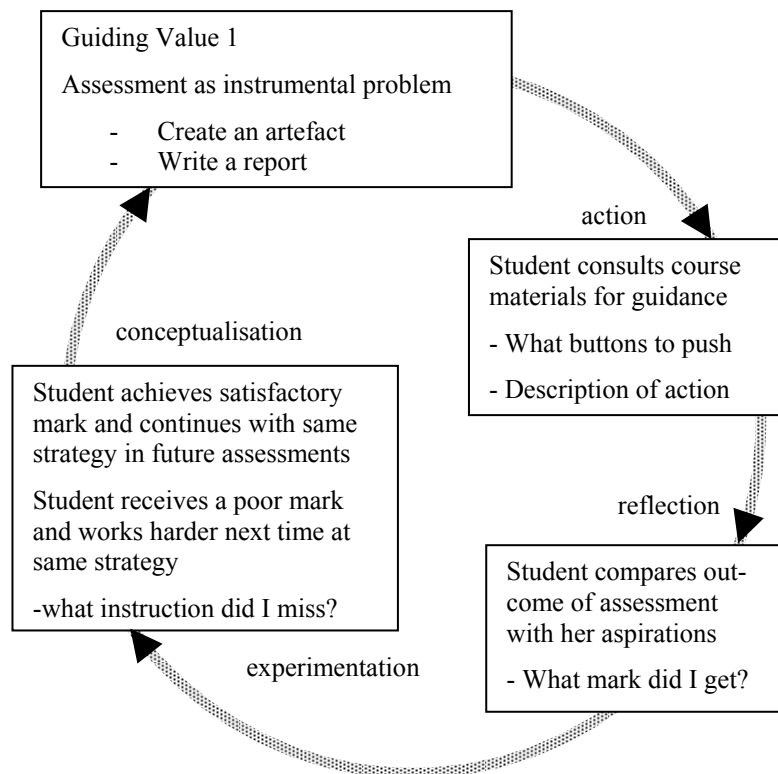 Guiding Value 1
Assessment as instrumental problem
- Create an artefact
- Write a report
action
Student consults course
materials for guidance
- What buttons to push
- Description of action
reflection
Student compares out-
come of assessment
with her aspirations
- What mark did I get?
experimentation
Student achieves satisfactory
mark and continues with same
strategy in future assessments
Student receives a poor mark
and works harder next time at
same strategy
-what instruction did I miss?
conceptualisation